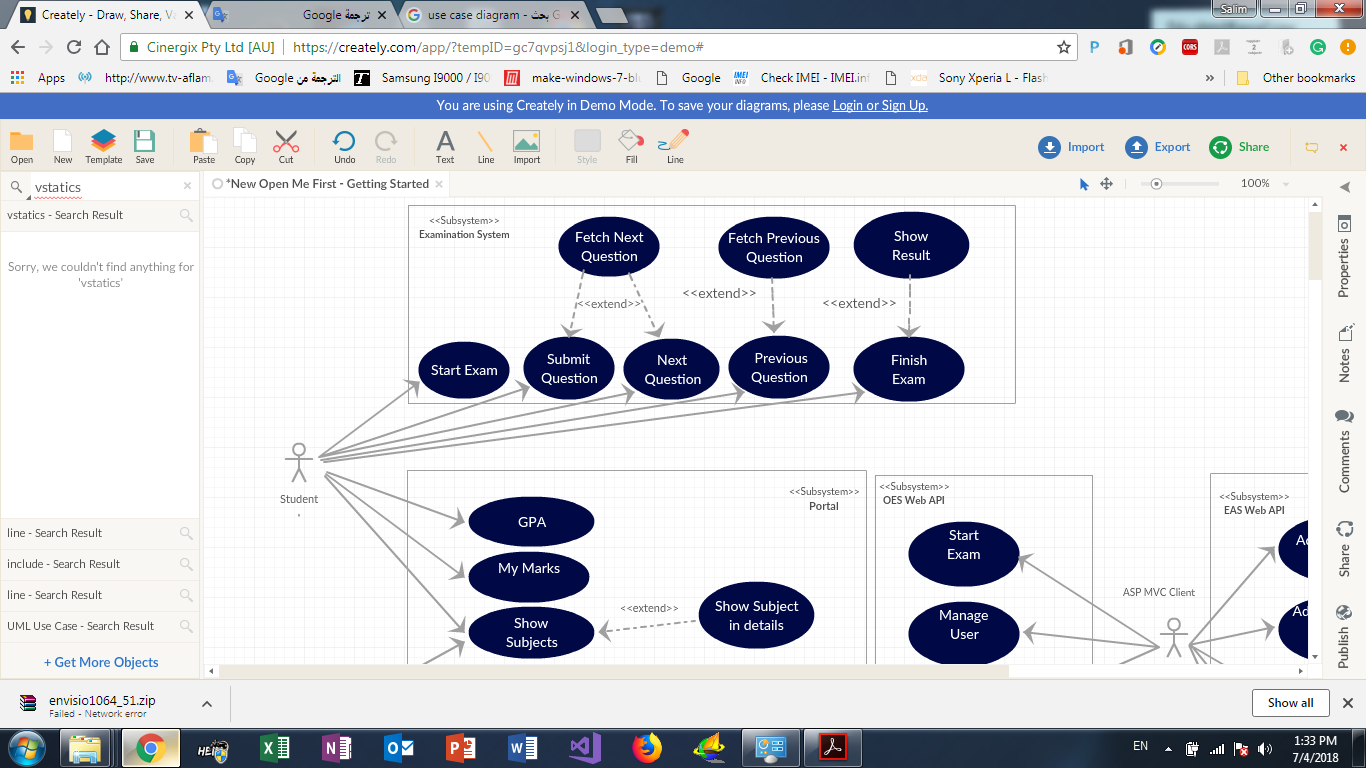 Creately - Draw, Share, Va
ترجمة Google
use case diagram - بحث G
Salim
Cinergix Pty Ltd [AU]
https://creately.com/app/?tempID=gc7qvpsj1&login_type=demo#
Apps
http://www.tv-aflam.
الترجمة من Google
Samsung I9000 / I90
make-windows-7-blu
Google
Check IMEI - IMEI.inf
Sony Xperia L - Flash
Other bookmarks
You are using Creately in Demo Mode. To save your diagrams, please Login or Sign Up.
Open
New
Template
Save
Paste
Copy
Cut
Undo
Redo
Text
Line
Import
Style
Fill
Line
Import
Export
Share
vstatics
*New Open Me First - Getting Started
100%
vstatics - Search Result
Sorry, we couldn't find anything for
'vstatics'
line - Search Result
include - Search Result
line - Search Result
UML Use Case - Search Result
+ Get More Objects
<<Subsystem>>
Examination System
Fetch Next
Question
Fetch Previous
Question
Show
Result
<<extend>>
<<extend>>
<<extend>>
Start Exam
Submit
Question
Next
Question
Previous
Question
Finish
Exam
Student
<<Subsystem>>
Portal
GPA
My Marks
Show
Subjects
<<extend>>
Show Subject
in details
<<Subsystem>>
OES Web API
Start
Exam
Manage
User
ASP MVC Client
<<Subsystem>>
EAS Web API
Ad
Properties
Notes
Comments
Share
Publish
envisio1064_51.zip
Failed - Network error
Show all
EN
1:33 PM
7/4/2018